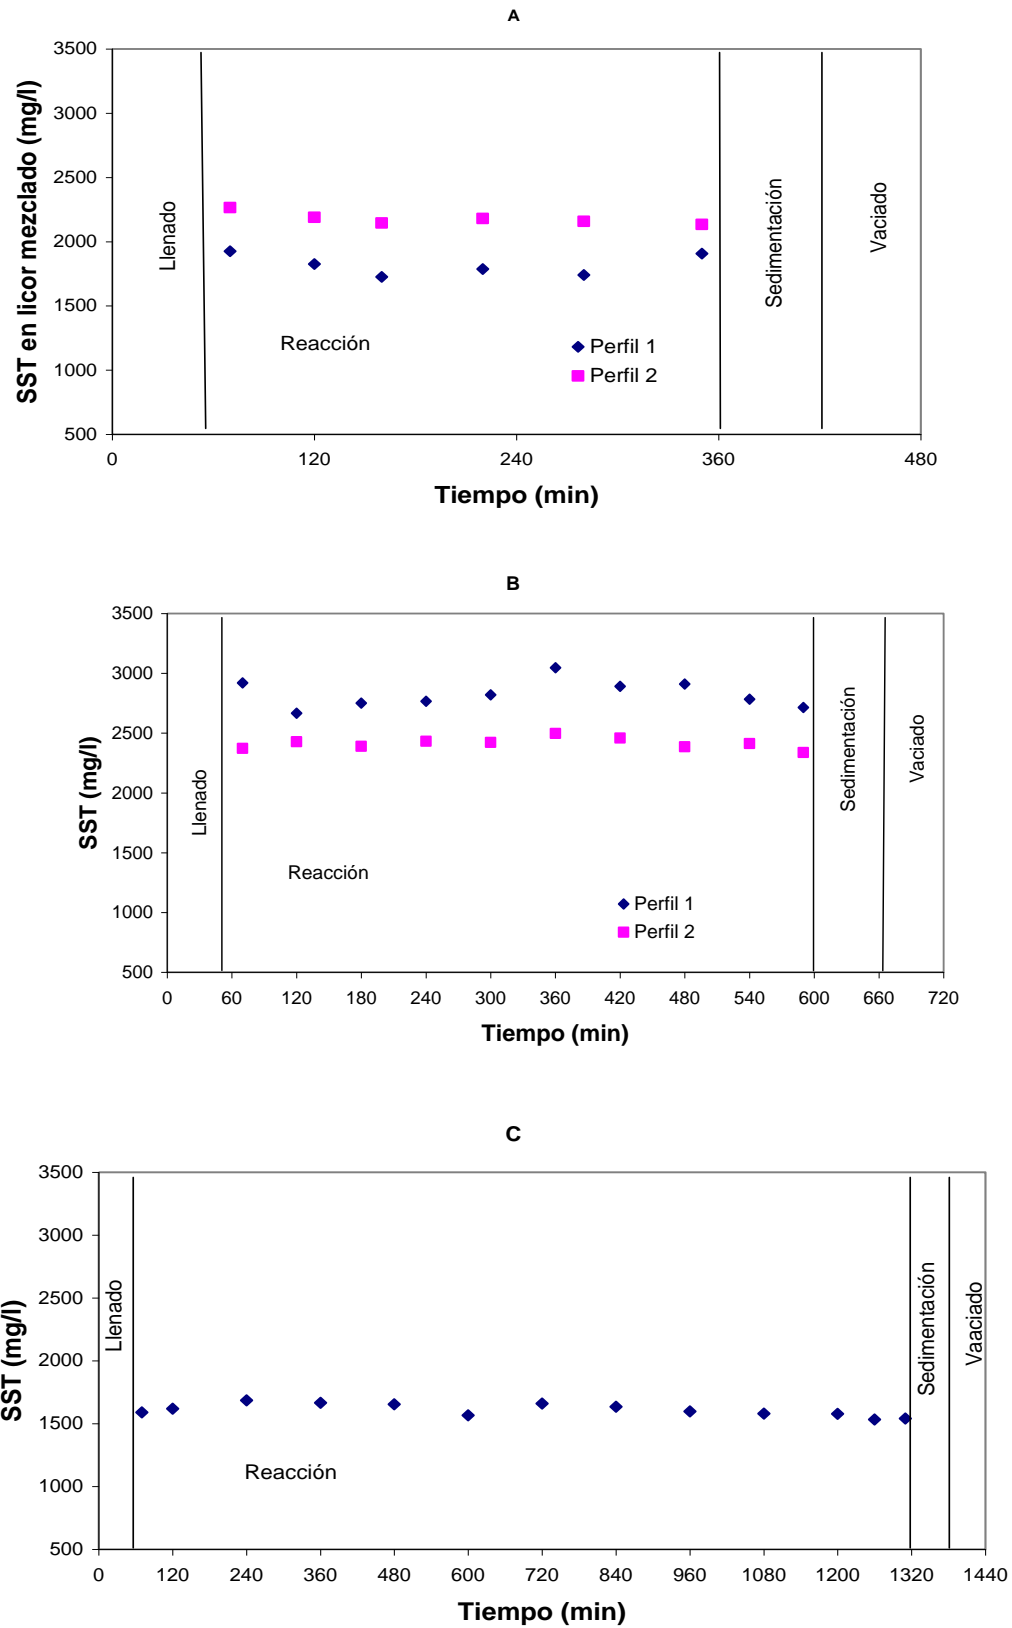 A
3500
3000
2500
2000
1500
1000
500
SST en licor mezclado (mg/l)
Llenado
Reacción
Perfil 1
Perfil 2
Sedimentación
Vaciado
0 120 240 360 480
Tiempo (min)
B
3500
3000
2500
2000
1500
1000
500
SST (mg/l)
Llenado
Reacción
Perfil 1
Perfil 2
Sedimentación
Vaciado
0 60 120 180 240 300 360 420 480 540 600 660 720
Tiempo (min)
C
3500
3000
2500
2000
1500
1000
500
SST (mg/l)
Llenado
Reacción
Sedimentación
Vaaciado
0 120 240 360 480 600 720 840 960 1080 1200 1320 1440
Tiempo (min)